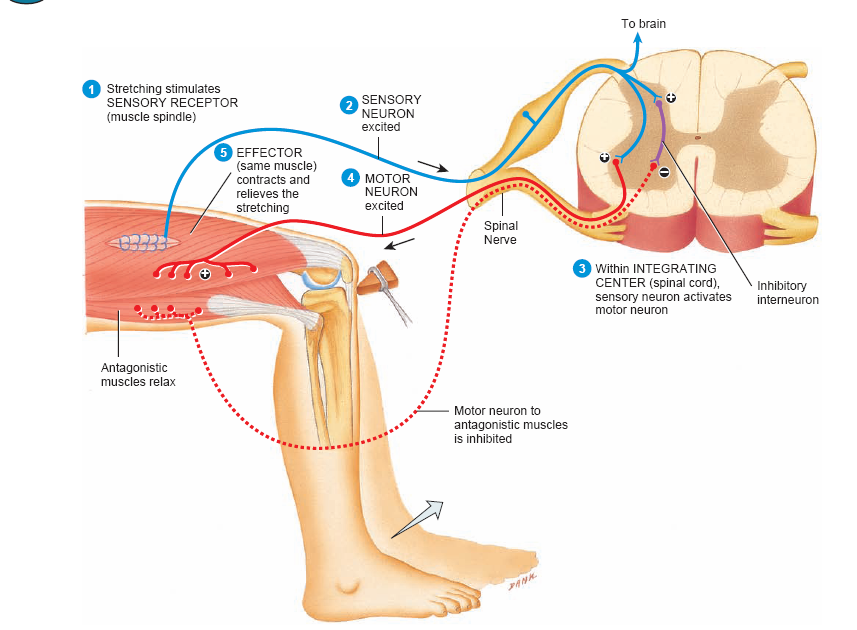 To brain
1 Stretching stimulates
SENSORY RECEPTOR
(muscle spindle)
2 SENSORY
NEURON
excited
+
5 EFFECTOR
(same muscle)
contracts and
relieves the
stretching
4 MOTOR
NEURON
excited
+
−
Spinal
Nerve
3 Within INTEGRATING
CENTER (spinal cord),
sensory neuron activates
motor neuron
Inhibitory
interneuron
+
Antagonistic
muscles relax
Motor neuron to
antagonistic muscles
is inhibited